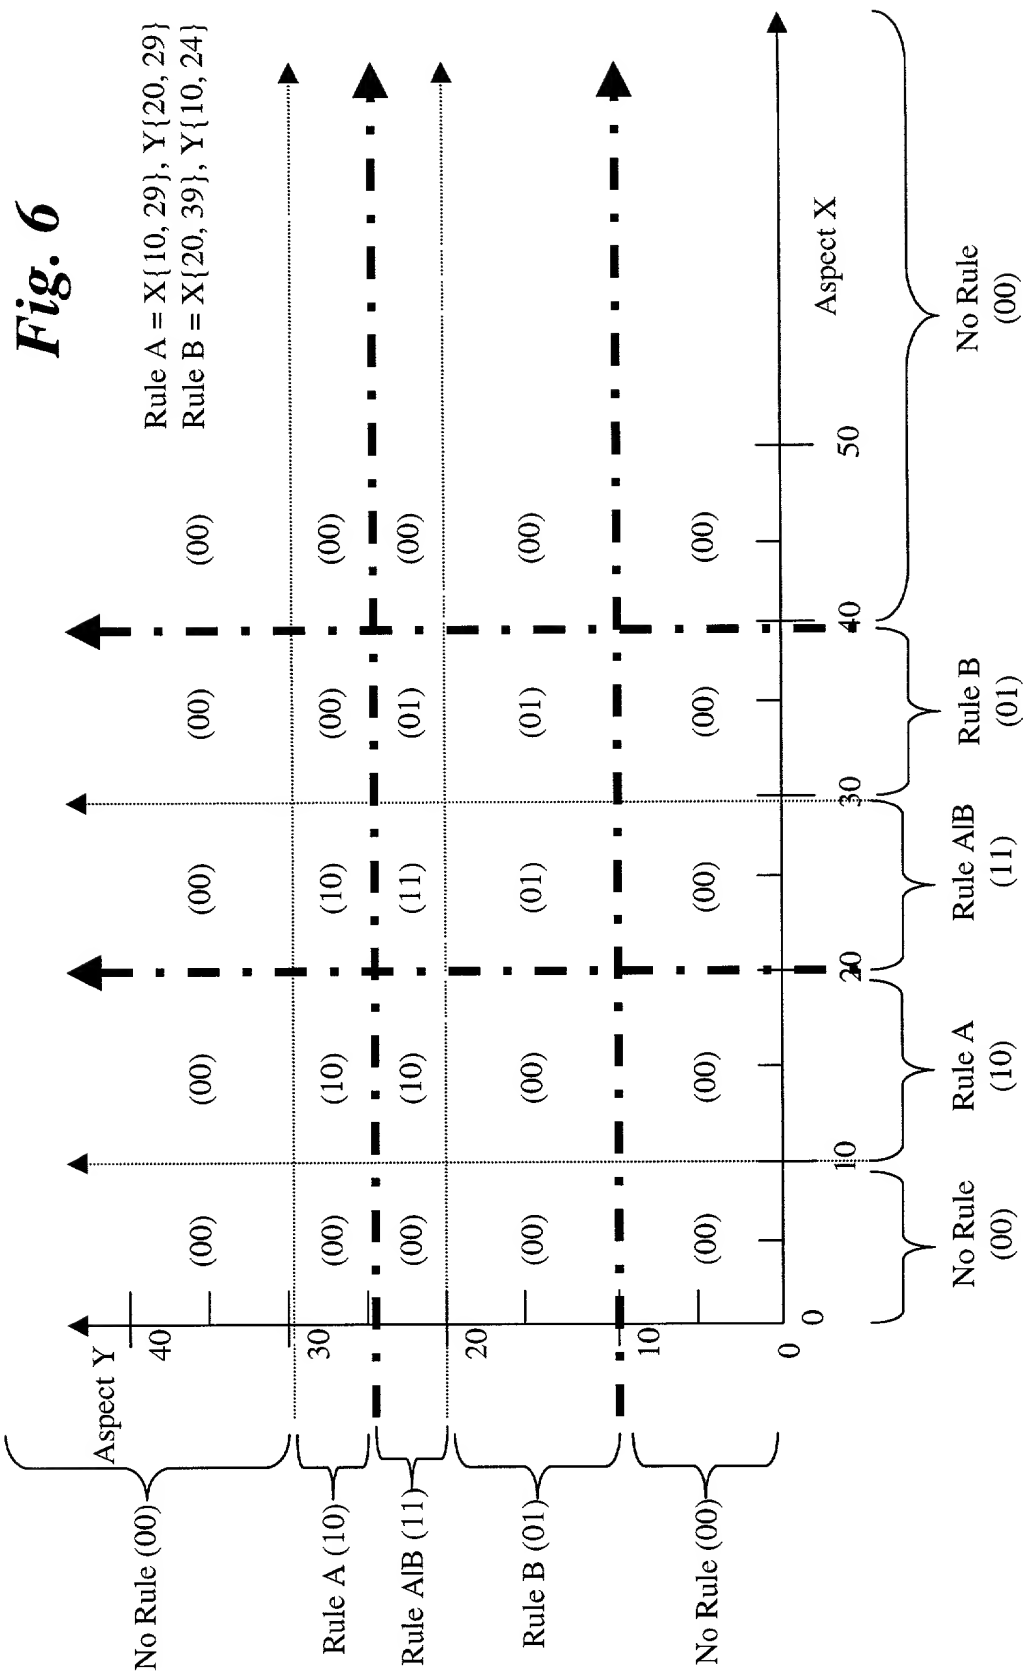 Fig. 6
Rule A = X{10, 29}, Y{20, 29}
Rule B = X{20, 39}, Y{10, 24}
Aspect Y
No Rule (00)
40
(00) (00) (00) (00) (00)
30
Rule A (10)
(00) (10) (10) (00) (00)
Rule A|B (11)
(00) (10) (11) (01) (00)
20
Rule B (01)
(00) (00) (01) (01) (00)
10
No Rule (00)
(00) (00) (00) (00) (00)
0
0 10 20 30 40 50
Aspect X
No Rule
(00)
Rule A
(10)
Rule A|B
(11)
Rule B
(01)
No Rule
(00)